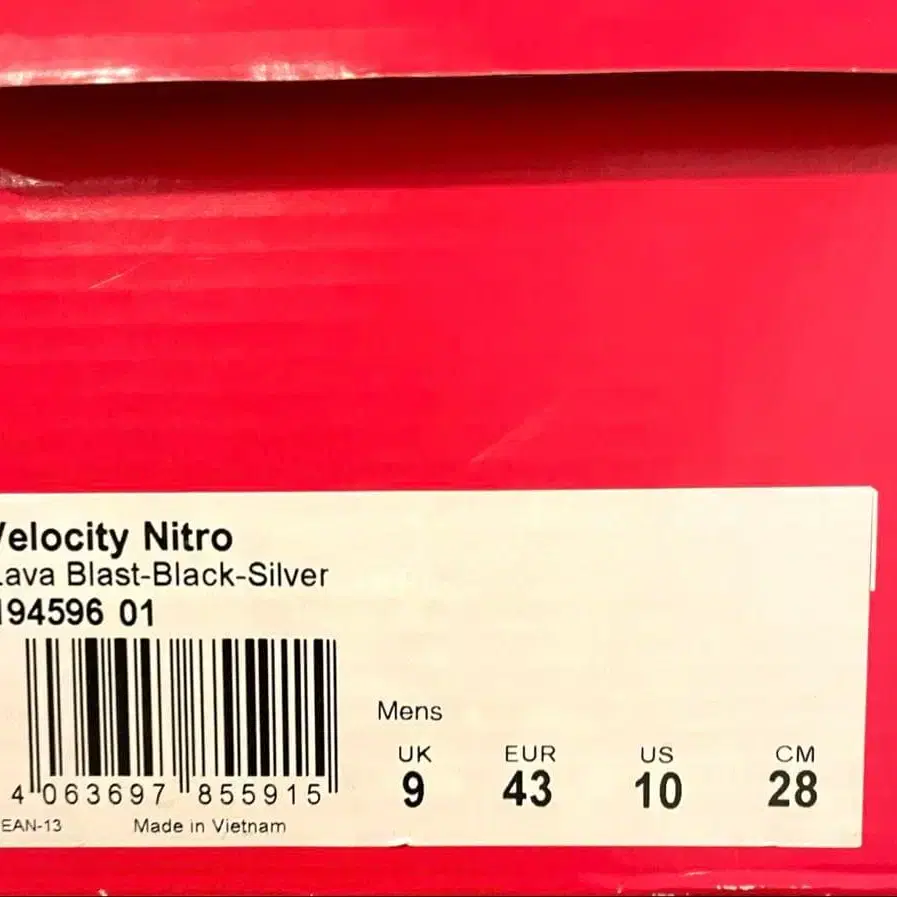 Velocity Nitro
Lava Blast-Black-Silver
194596 01
Mens
UK EUR US CM
9 43 10 28
4 063697 855915
EAN-13 Made in Vietnam